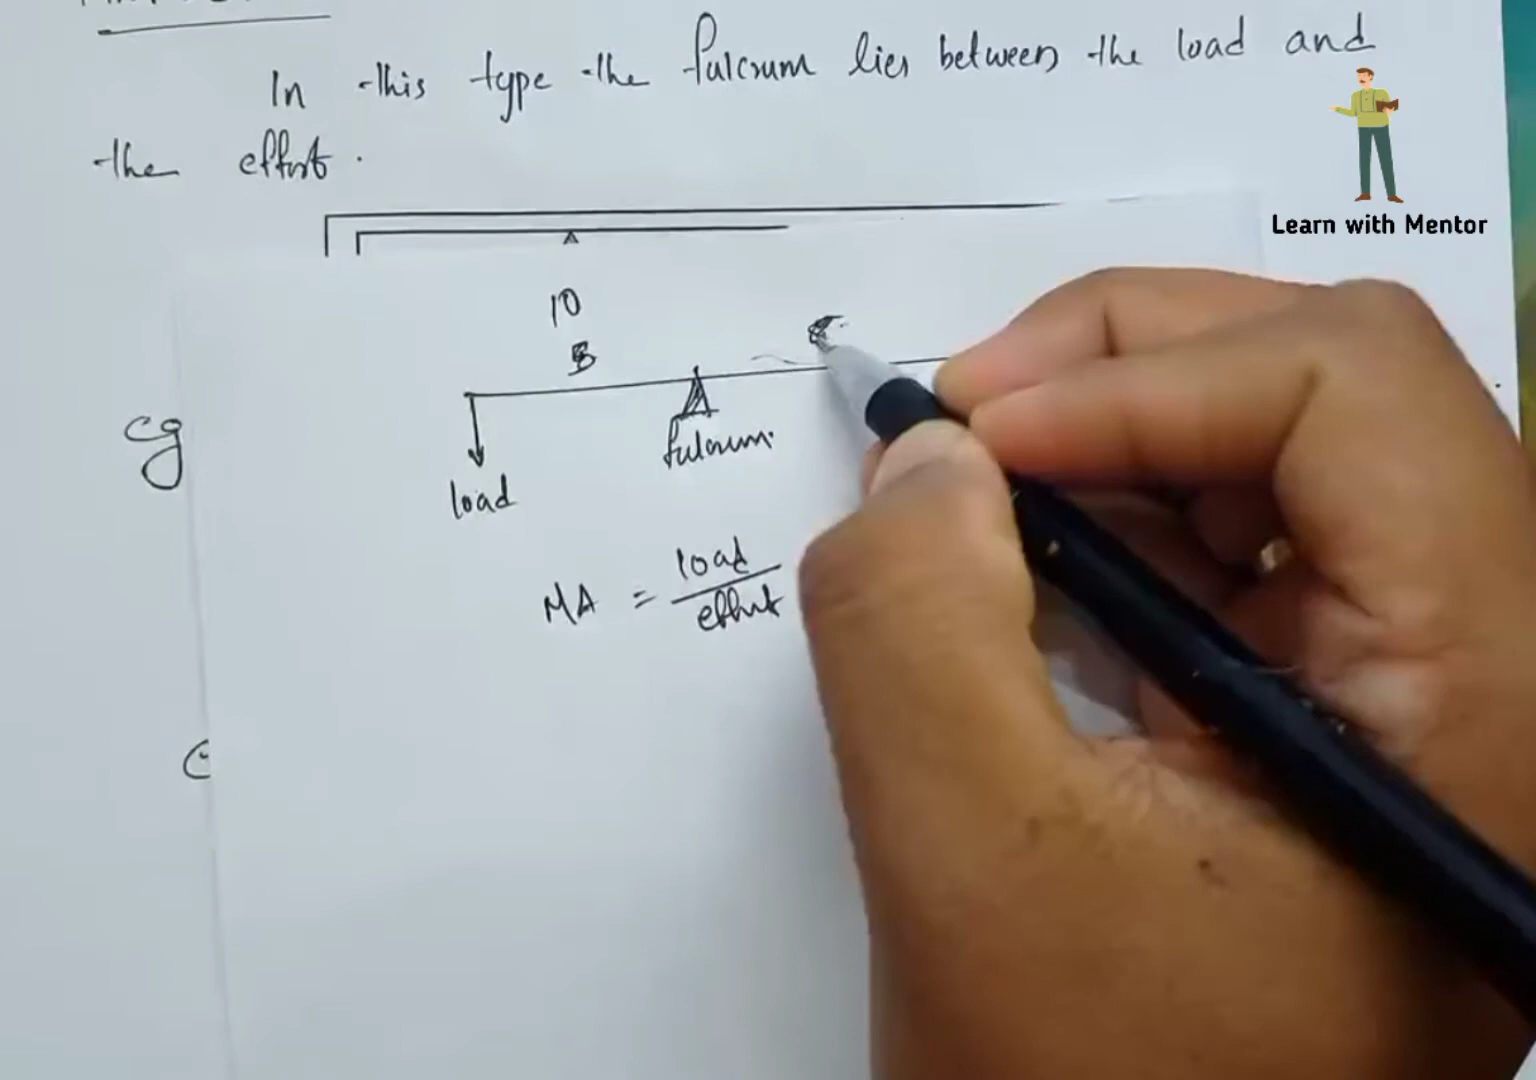 In this type the fulcrum lies between the load and
the effort.
Learn with Mentor
10
fulcrum.
eg
load
MA = load
effort